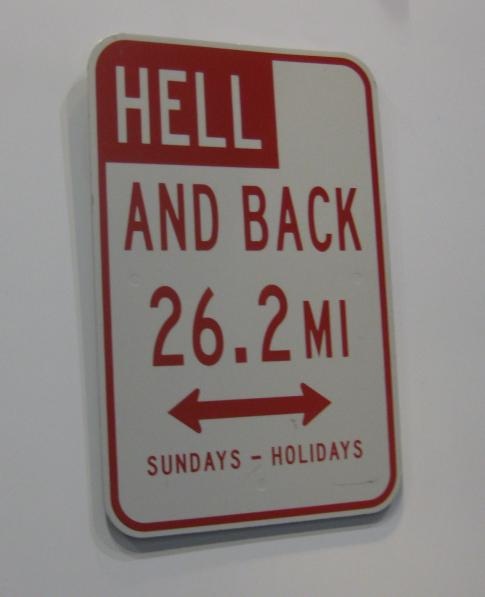 HELL
AND BACK
26.2 MI
SUNDAYS - HOLIDAYS